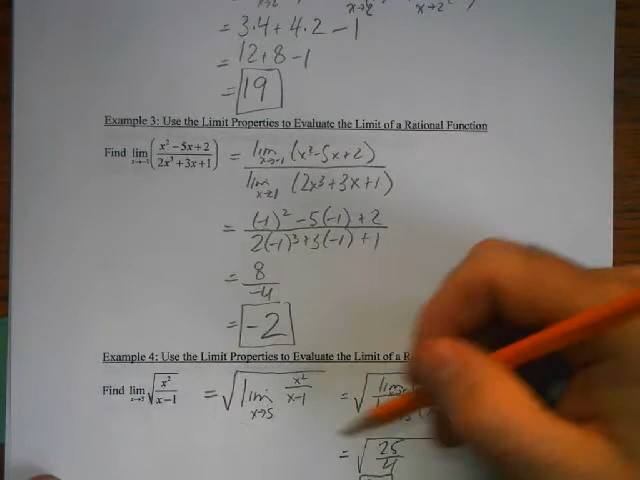 x→2 x→2 x→2
= 3·4 + 4·2 − 1
= 12 + 8 − 1
= 19
Example 3: Use the Limit Properties to Evaluate the Limit of a Rational Function
Find lim x→-1 (x² − 5x + 2 / 2x³ + 3x + 1) = lim x→-1 (x² − 5x + 2) / lim x→-1 (2x³ + 3x + 1)
= (-1)² − 5(-1) + 2 / 2(-1)³ + 3(-1) + 1
= 8 / -4
= -2
Example 4: Use the Limit Properties to Evaluate the Limit of a
Find lim x→5 √(x² / x − 1) = √(lim x→5 x² / x-1) = √(lim
= √(25 / 4